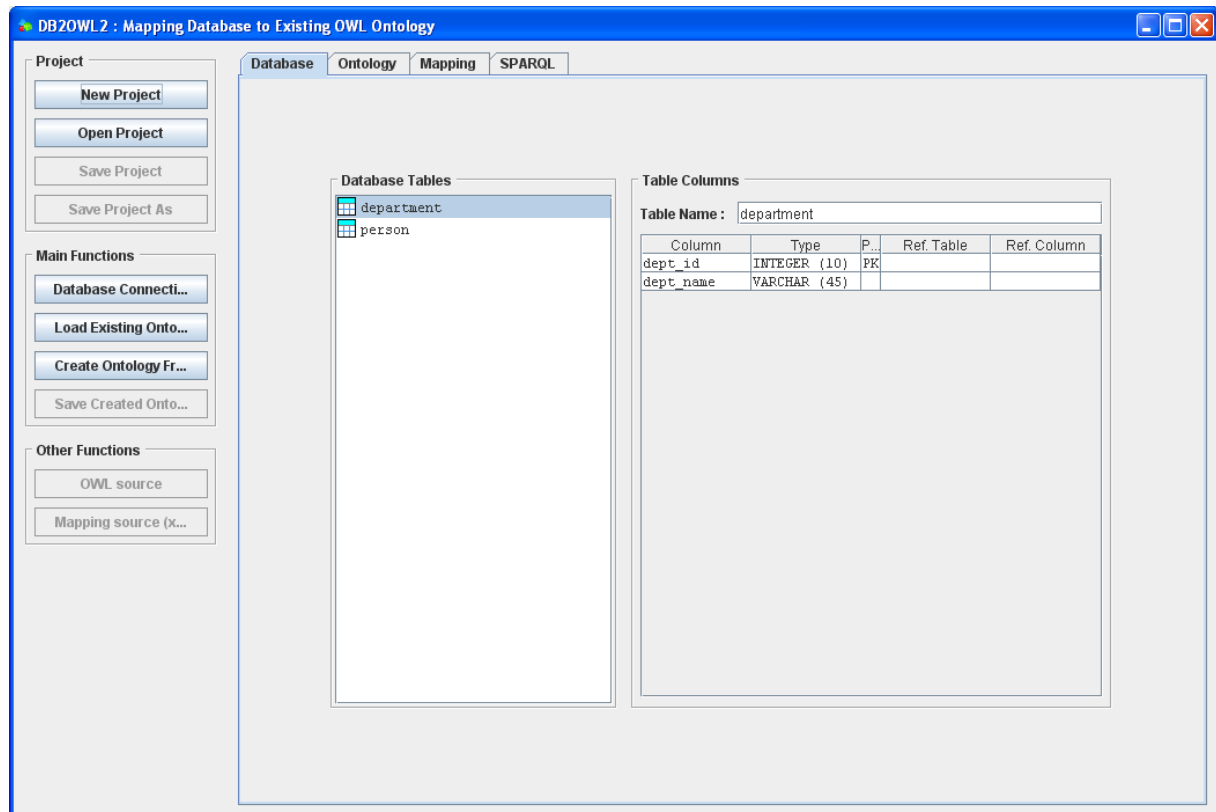 DB2OWL2 : Mapping Database to Existing OWL Ontology
Project
New Project
Open Project
Save Project
Save Project As
Main Functions
Database Connecti...
Load Existing Onto...
Create Ontology Fr...
Save Created Onto...
Other Functions
OWL source
Mapping source (x...
Database Ontology Mapping SPARQL
Database Tables
department
person
Table Columns
Table Name : department
Column Type P... Ref. Table Ref. Column
dept_id INTEGER (10) PK
dept_name VARCHAR (45)